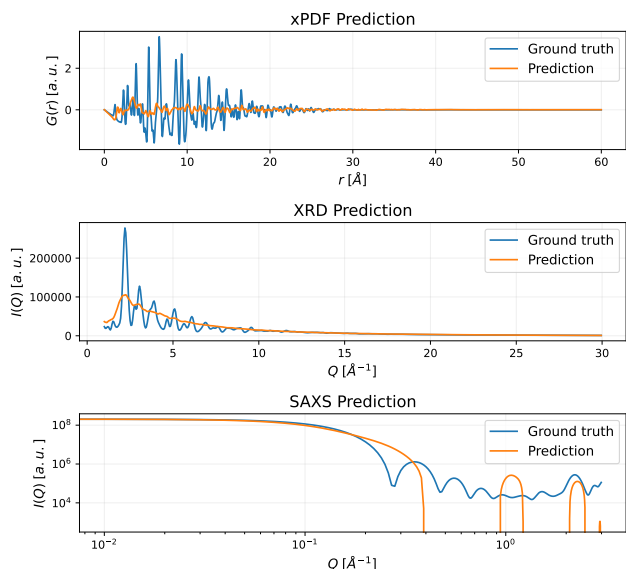 xPDF Prediction
G(r) [a. u. ]
2
0
Ground truth
Prediction
0 10 20 30 40 50 60
r [Å]
XRD Prediction
I(Q) [a. u. ]
200000
100000
0
Ground truth
Prediction
0 5 10 15 20 25 30
Q [Å⁻¹]
SAXS Prediction
I(Q) [a. u. ]
10⁸
10⁶
10⁴
Ground truth
Prediction
10⁻² 10⁻¹ 10⁰
Q [Å⁻¹]